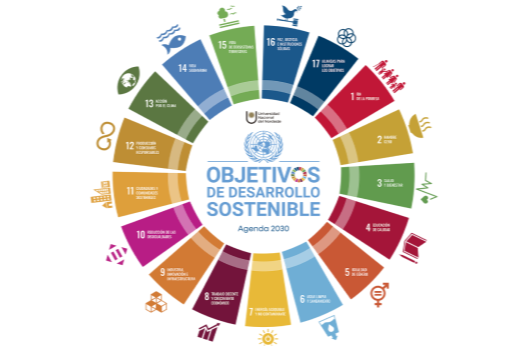 Universidad
Nacional
del Nordeste
OBJETIVOS
DE DESARROLLO
SOSTENIBLE
Agenda 2030
1 FIN
DE LA POBREZA
2 HAMBRE
CERO
3 SALUD
Y BIENESTAR
4 EDUCACIÓN
DE CALIDAD
5 IGUALDAD
DE GÉNERO
6 AGUA LIMPIA
Y SANEAMIENTO
7 ENERGÍA ASEQUIBLE
Y NO CONTAMINANTE
8 TRABAJO DECENTE
Y CRECIMIENTO
ECONÓMICO
9 INDUSTRIA,
INNOVACIÓN E
INFRAESTRUCTURA
10 REDUCCIÓN DE LAS
DESIGUALDADES
11 CIUDADES Y
COMUNIDADES
SOSTENIBLES
12 PRODUCCIÓN
Y CONSUMO
RESPONSABLES
13 ACCIÓN
POR EL CLIMA
14 VIDA
SUBMARINA
15 VIDA
DE ECOSISTEMAS
TERRESTRES
16 PAZ, JUSTICIA
E INSTITUCIONES
SÓLIDAS
17 ALIANZAS PARA
LOGRAR
LOS OBJETIVOS